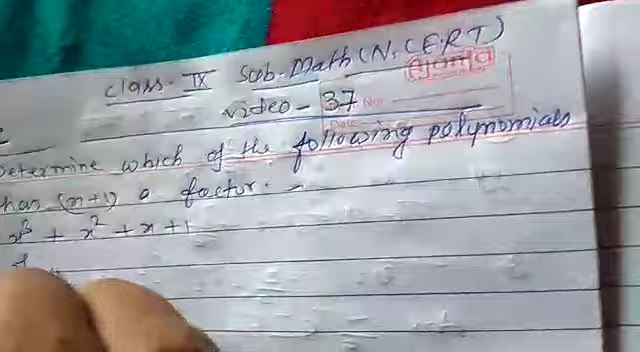 class - IX Sub - Math (N.C.E.R.T)
video - 37
Determine which of the following polynomials
has (x+1) a factor. -
x³ + x² + x + 1